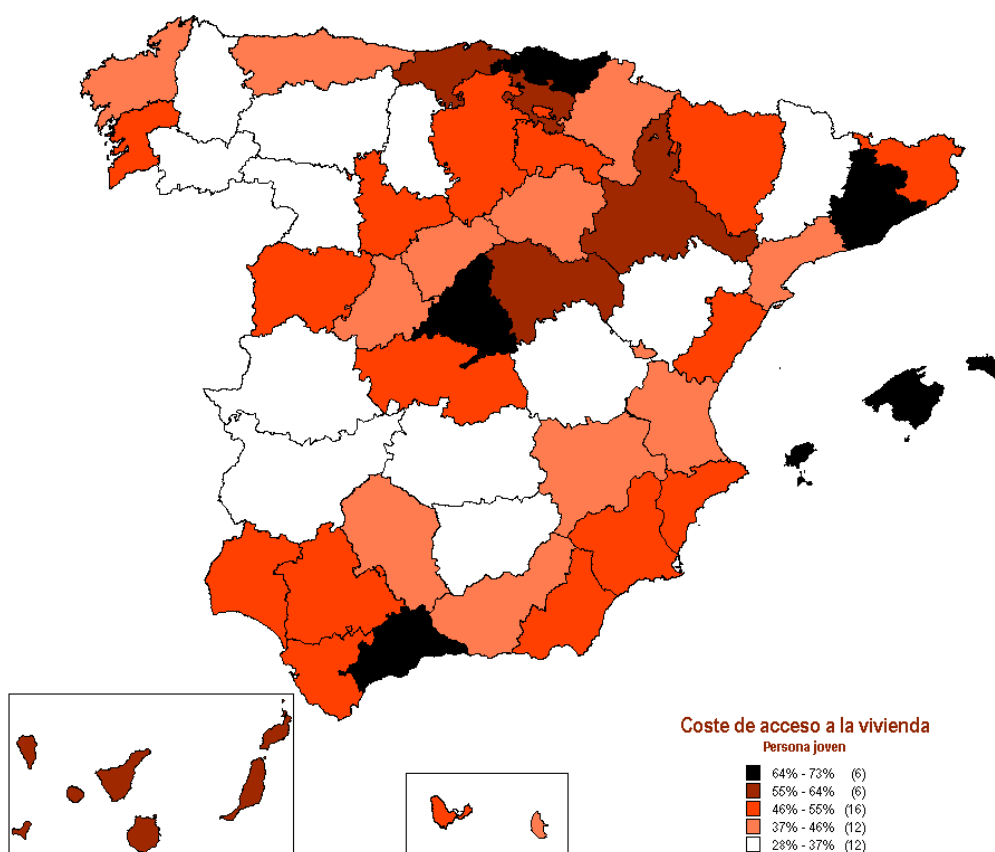 Coste de acceso a la vivienda
Persona joven
64% - 73% (6)
55% - 64% (6)
46% - 55% (16)
37% - 46% (12)
28% - 37% (12)